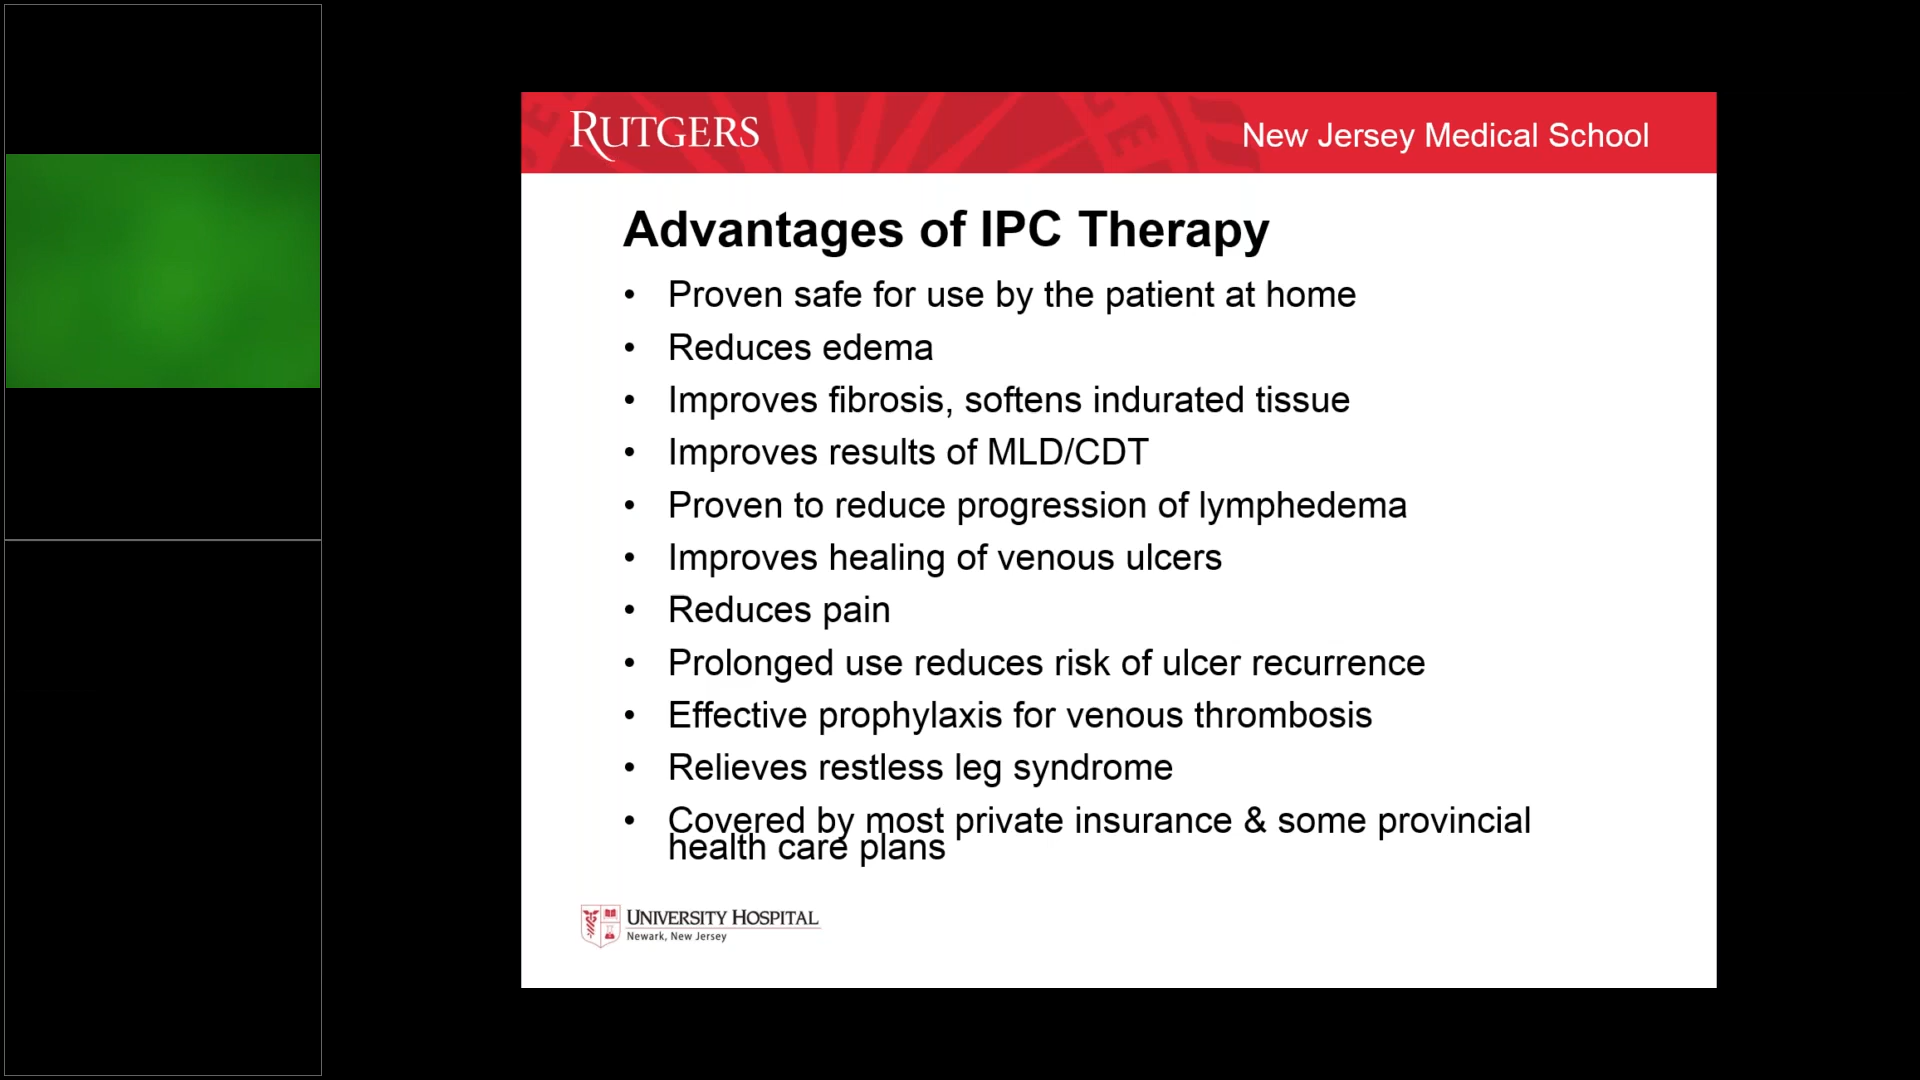 RUTGERS
New Jersey Medical School
Advantages of IPC Therapy
• Proven safe for use by the patient at home
• Reduces edema
• Improves fibrosis, softens indurated tissue
• Improves results of MLD/CDT
• Proven to reduce progression of lymphedema
• Improves healing of venous ulcers
• Reduces pain
• Prolonged use reduces risk of ulcer recurrence
• Effective prophylaxis for venous thrombosis
• Relieves restless leg syndrome
• Covered by most private insurance & some provincial
health care plans
UNIVERSITY HOSPITAL
Newark, New Jersey